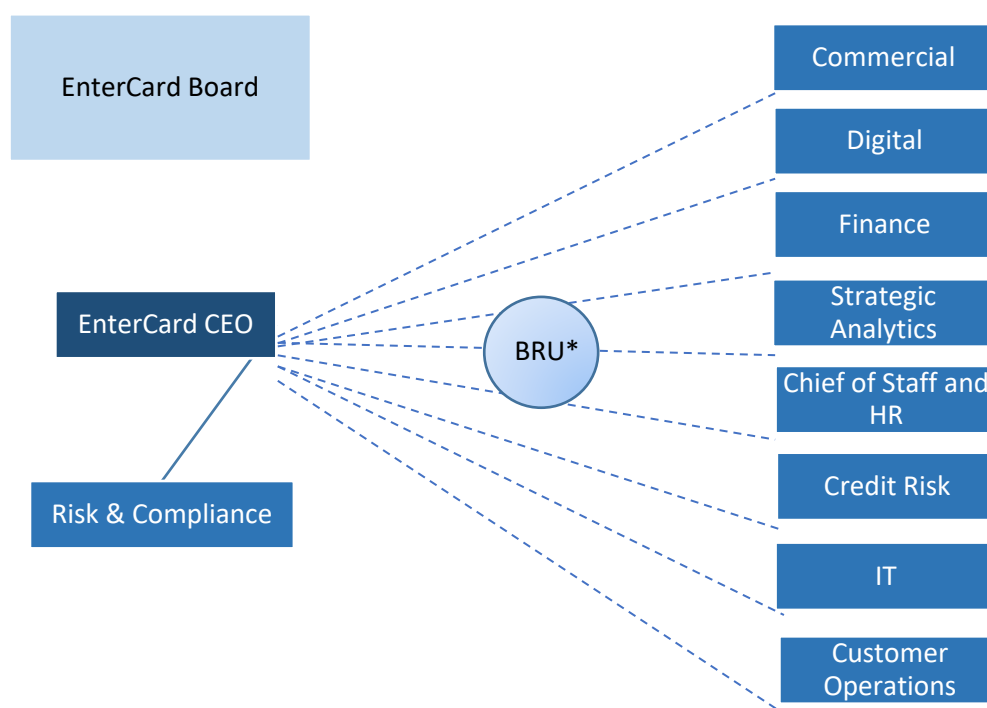 EnterCard Board
Commercial
Digital
Finance
Strategic
Analytics
EnterCard CEO
BRU*
Chief of Staff and
HR
Credit Risk
Risk & Compliance
IT
Customer
Operations